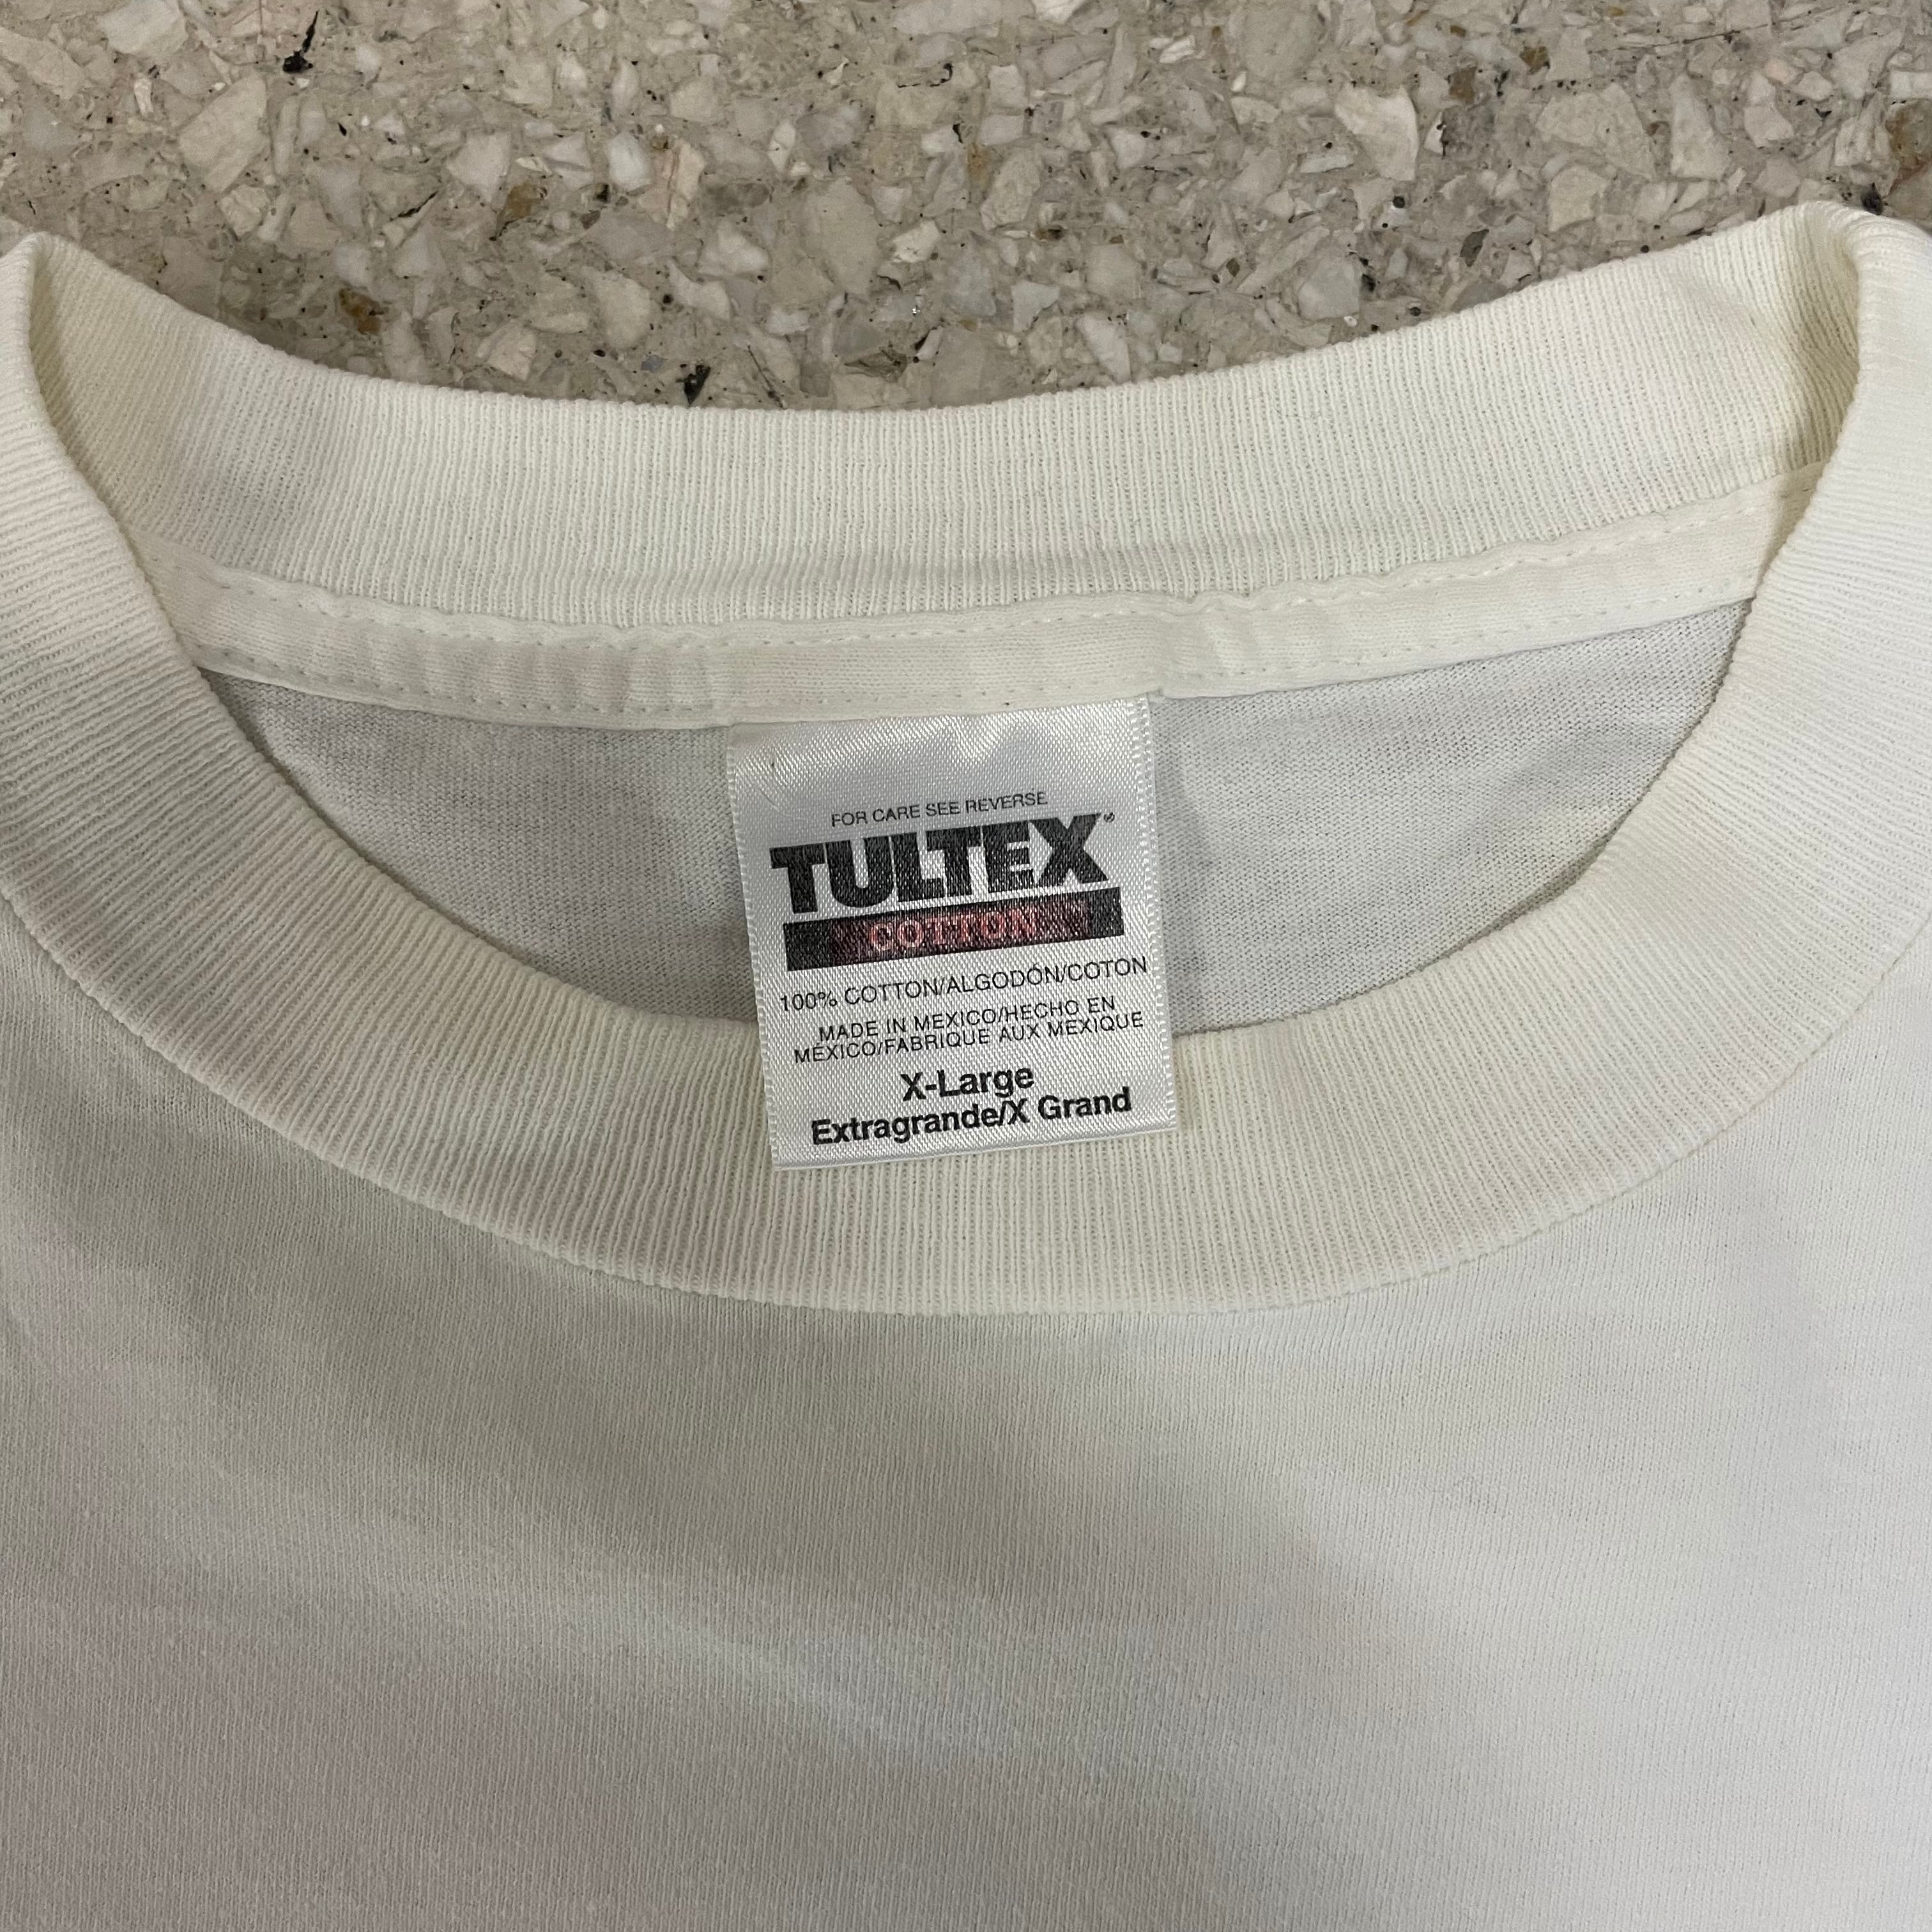 FOR CARE SEE REVERSE
TULTEX®
COTTON
100% COTTON/ALGODÓN/COTON
MADE IN MEXICO/HECHO EN
MÉXICO/FABRIQUE AUX MEXIQUE
X-Large
Extragrande/X Grand